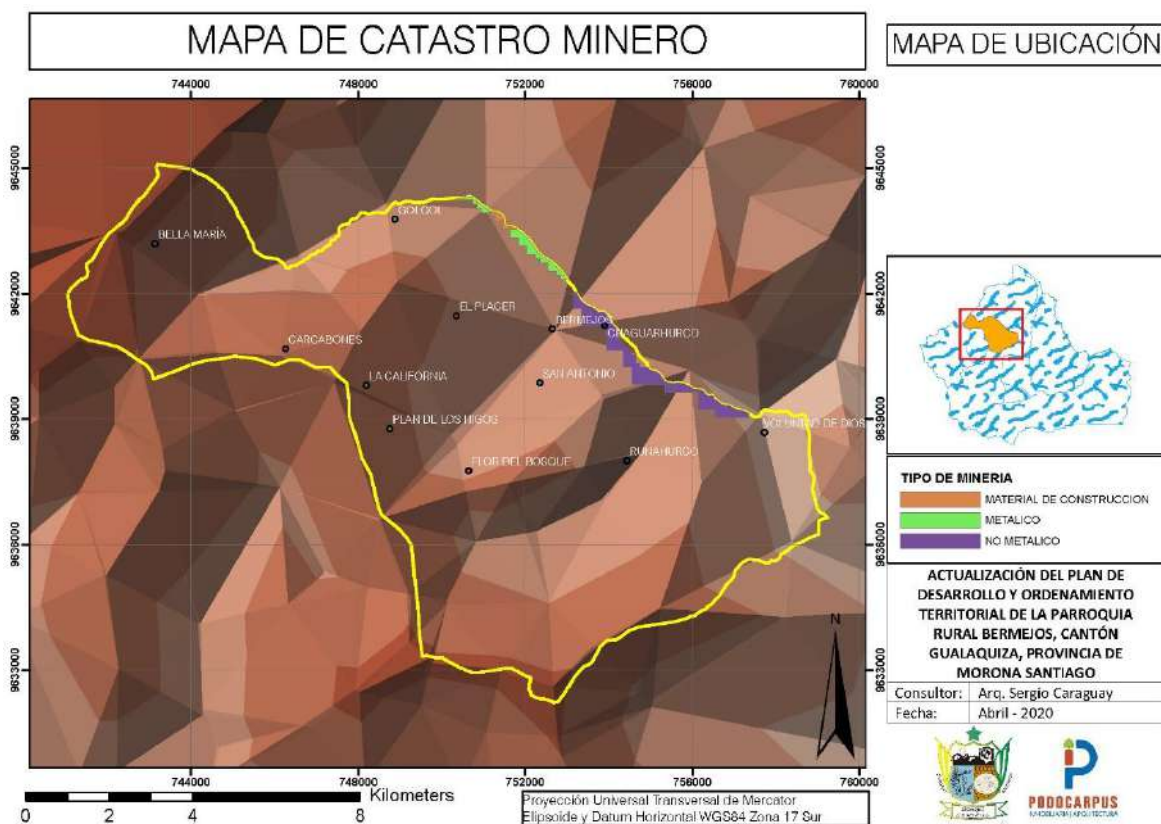 MAPA DE CATASTRO MINERO
MAPA DE UBICACIÓN
744000
748000
752000
756000
760000
9645000
9645000
9642000
9642000
9639000
9639000
9636000
9636000
9633000
9633000
GOLGOL
BELLA MARÍA
EL PLACER
BERMEJOS
CHAGUARHURCO
CARCABONES
LA CALIFORNIA
SAN ANTONIO
PLAN DE LOS HIGOS
VOLUNTAD DE DIOS
FLOR DEL BOSQUE
RUNAHURCO
N
744000
748000
752000
756000
760000
Kilometers
0
2
4
8
Proyección Universal Transversal de Mercator
Elipsoide y Datum Horizontal WGS84 Zona 17 Sur
TIPO DE MINERIA
MATERIAL DE CONSTRUCCION
METALICO
NO METALICO
ACTUALIZACIÓN DEL PLAN DE
DESARROLLO Y ORDENAMIENTO
TERRITORIAL DE LA PARROQUIA
RURAL BERMEJOS, CANTÓN
GUALAQUIZA, PROVINCIA DE
MORONA SANTIAGO
Consultor: Arq. Sergio Caraguay
Fecha: Abril - 2020
PODOCARPUS